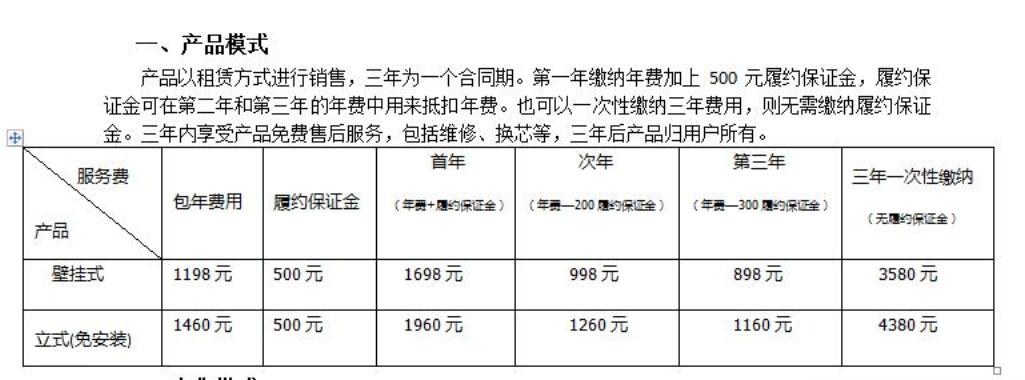 一、产品模式
产品以租赁方式进行销售，三年为一个合同期。第一年缴纳年费加上 500 元履约保证金，履约保
证金可在第二年和第三年的年费中用来抵扣年费。也可以一次性缴纳三年费用，则无需缴纳履约保证
金。三年内享受产品免费售后服务，包括维修、换芯等，三年后产品归用户所有。
服务费
产品
包年费用
履约保证金
首年
（年费+履约保证金）
次年
（年费—200 履约保证金）
第三年
（年费—300 履约保证金）
三年一次性缴纳
（无履约保证金）
壁挂式 1198 元 500 元 1698 元 998 元 898 元 3580 元
立式(免安装) 1460 元 500 元 1960 元 1260 元 1160 元 4380 元